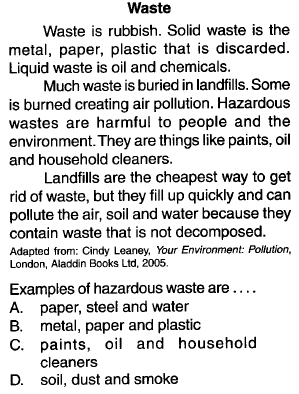 Waste
Waste is rubbish. Solid waste is the
metal, paper, plastic that is discarded.
Liquid waste is oil and chemicals.
Much waste is buried in landfills. Some
is burned creating air pollution. Hazardous
wastes are harmful to people and the
environment. They are things like paints, oil
and household cleaners.
Landfills are the cheapest way to get
rid of waste, but they fill up quickly and can
pollute the air, soil and water because they
contain waste that is not decomposed.
Adapted from: Cindy Leaney, Your Environment: Pollution,
London, Aladdin Books Ltd, 2005.
Examples of hazardous waste are . . . .
A. paper, steel and water
B. metal, paper and plastic
C. paints, oil and household
cleaners
D. soil, dust and smoke